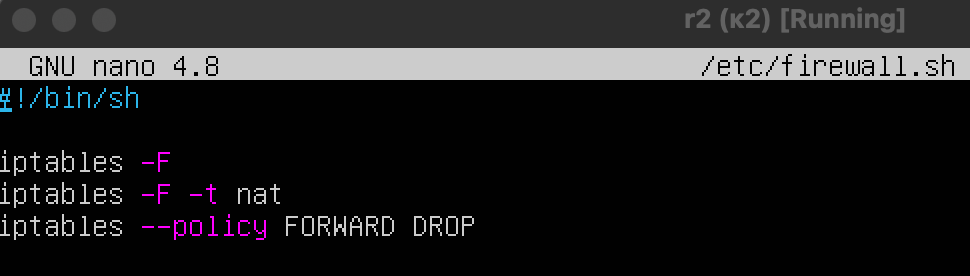 r2 (к2) [Running]
GNU nano 4.8 /etc/firewall.sh
#!/bin/sh
iptables -F
iptables -F -t nat
iptables --policy FORWARD DROP